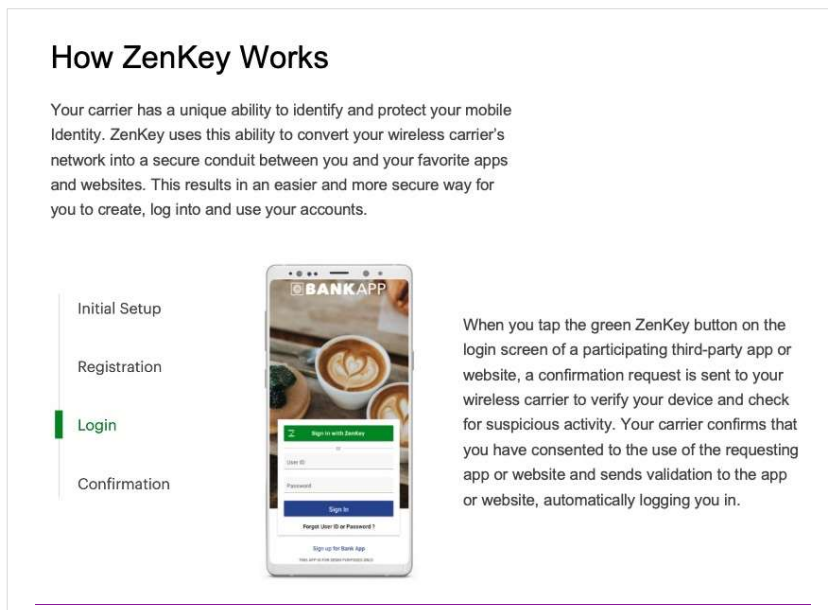 How ZenKey Works
Your carrier has a unique ability to identify and protect your mobile
Identity. ZenKey uses this ability to convert your wireless carrier's
network into a secure conduit between you and your favorite apps
and websites. This results in an easier and more secure way for
you to create, log into and use your accounts.
Initial Setup
Registration
Login
Confirmation
BANKAPP
Sign in with ZenKey
or
User ID
Password
Sign In
Forgot User ID or Password ?
Sign up for Bank App
THIS APP IS FOR DEMO PURPOSES ONLY
When you tap the green ZenKey button on the
login screen of a participating third-party app or
website, a confirmation request is sent to your
wireless carrier to verify your device and check
for suspicious activity. Your carrier confirms that
you have consented to the use of the requesting
app or website and sends validation to the app
or website, automatically logging you in.